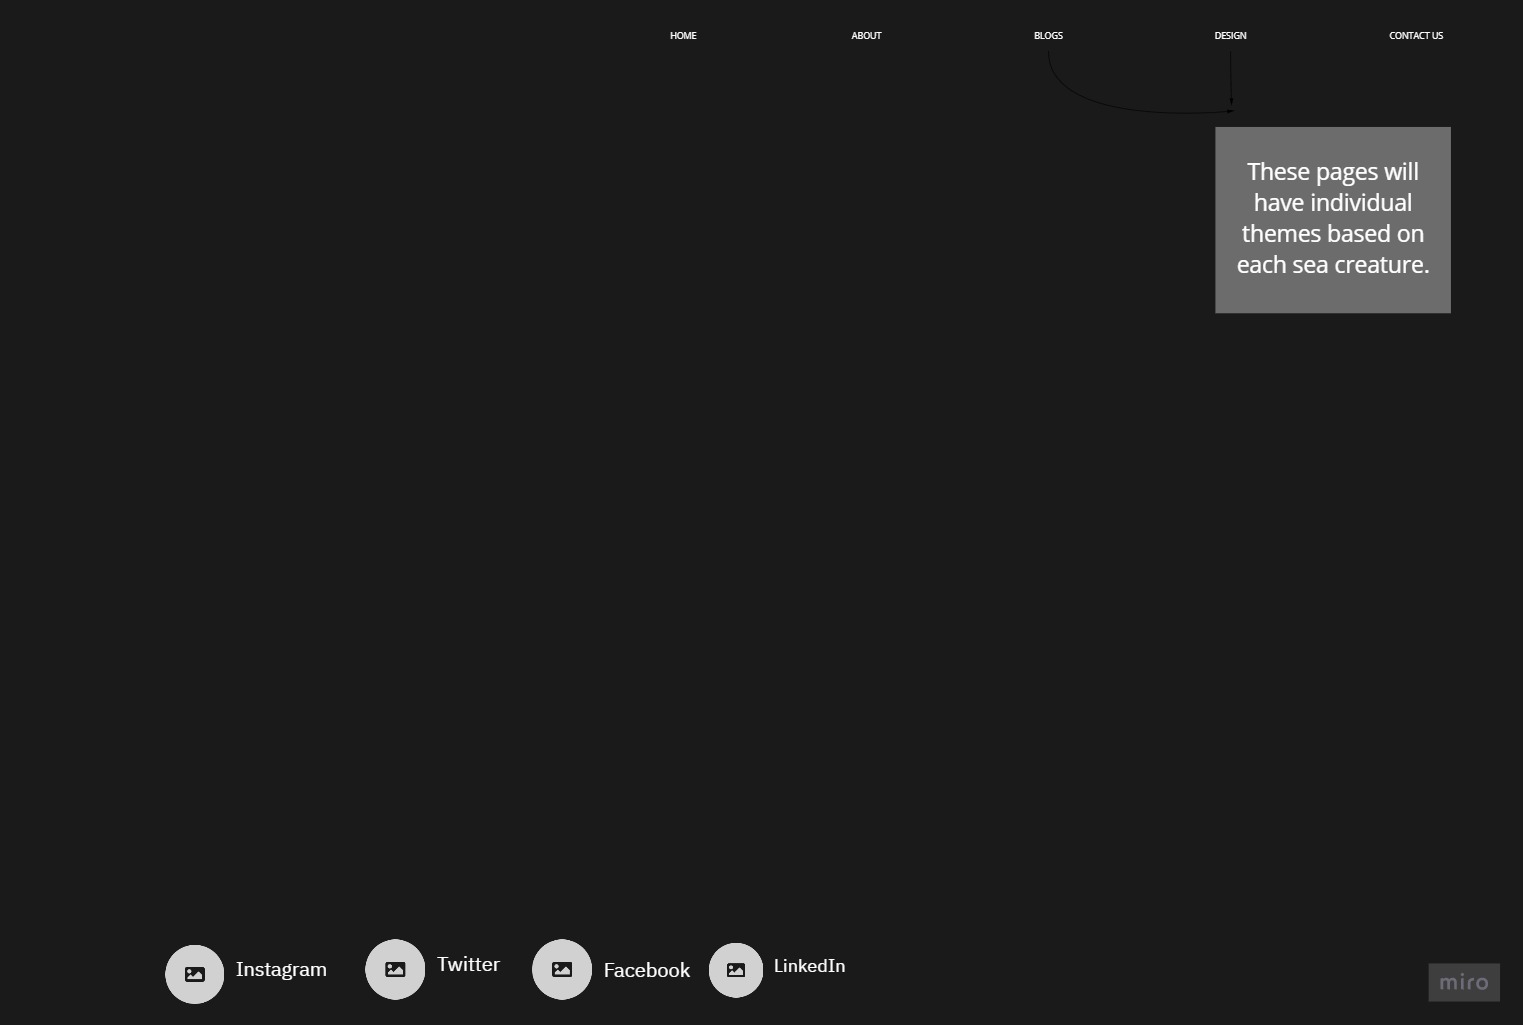 HOME ABOUT BLOGS DESIGN CONTACT US
These pages will
have individual
themes based on
each sea creature.
Instagram Twitter Facebook LinkedIn
miro